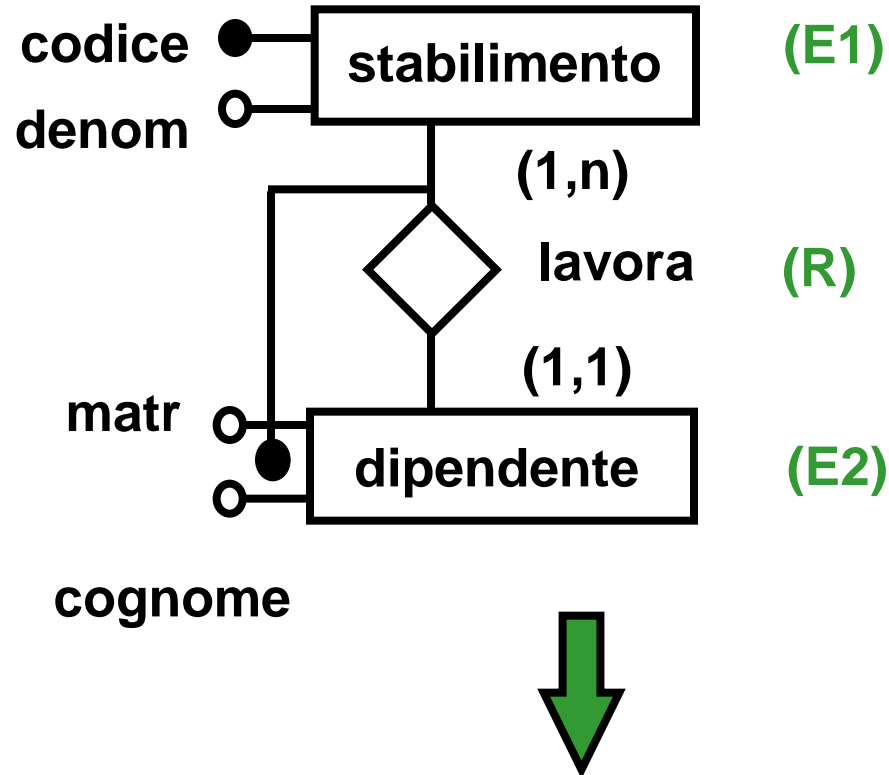 codice
stabilimento
(E1)
denom
(1,n)
lavora
(R)
(1,1)
matr
dipendente
(E2)
cognome